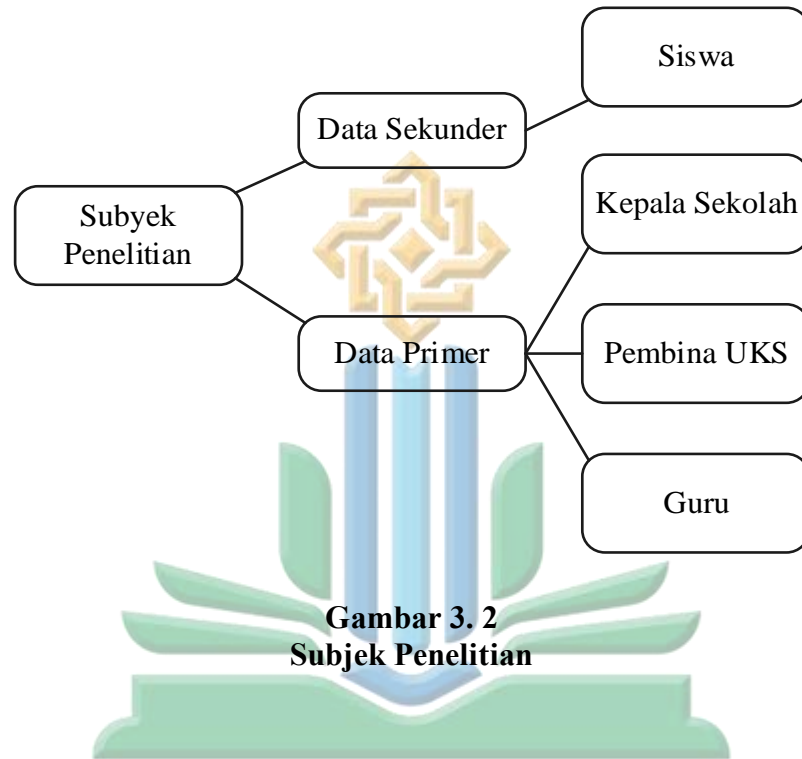 Siswa
Data Sekunder
Kepala Sekolah
Subyek
Penelitian
Data Primer
Pembina UKS
Guru
Gambar 3. 2
Subjek Penelitian